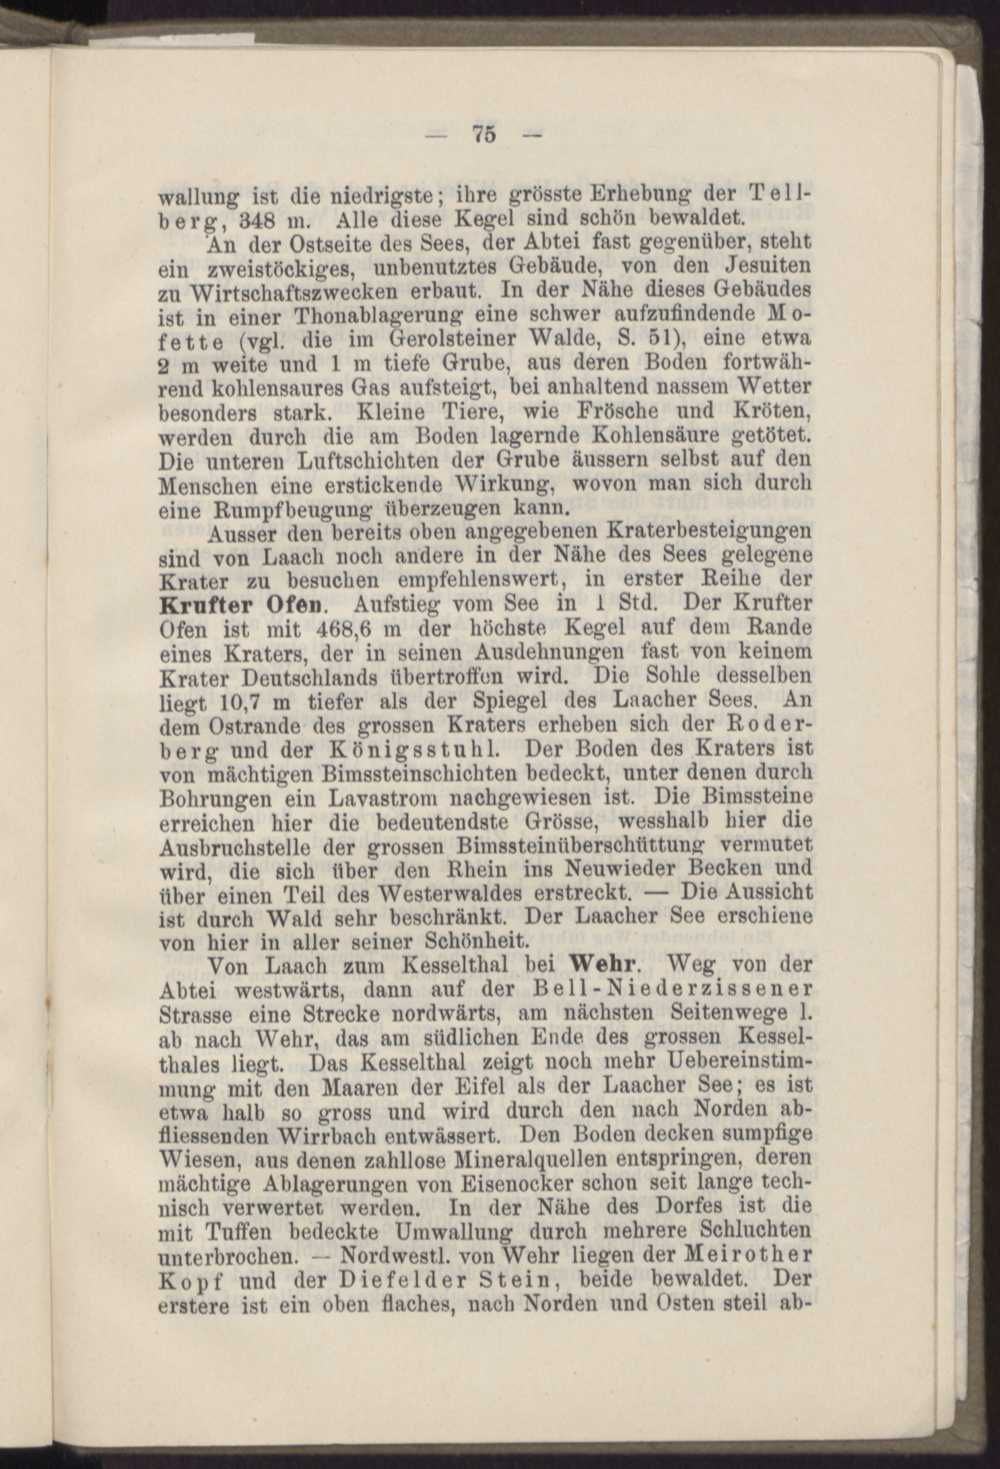 — 75 —
wallung ist die niedrigste; ihre grösste Erhebung der Tell-
berg, 348 m. Alle diese Kegel sind schön bewaldet.
An der Ostseite des Sees, der Abtei fast gegenüber, steht
ein zweistöckiges, unbenutztes Gebäude, von den Jesuiten
zu Wirtschaftszwecken erbaut. In der Nähe dieses Gebäudes
ist in einer Thonablagerung eine schwer aufzufindende Mo-
fette (vgl. die im Gerolsteiner Walde, S. 51), eine etwa
2 m weite und 1 m tiefe Grube, aus deren Boden fortwäh-
rend kohlensaures Gas aufsteigt, bei anhaltend nassem Wetter
besonders stark. Kleine Tiere, wie Frösche und Kröten,
werden durch die am Boden lagernde Kohlensäure getötet.
Die unteren Luftschichten der Grube äussern selbst auf den
Menschen eine erstickende Wirkung, wovon man sich durch
eine Rumpfbeugung überzeugen kann.
Ausser den bereits oben angegebenen Kraterbesteigungen
sind von Laach noch andere in der Nähe des Sees gelegene
Krater zu besuchen empfehlenswert, in erster Reihe der
Krufter Ofen. Aufstieg vom See in 1 Std. Der Krufter
Ofen ist mit 468,6 m der höchste Kegel auf dem Rande
eines Kraters, der in seinen Ausdehnungen fast von keinem
Krater Deutschlands übertroffen wird. Die Sohle desselben
liegt 10,7 m tiefer als der Spiegel des Laacher Sees. An
dem Ostrande des grossen Kraters erheben sich der Roder-
berg und der Königsstuhl. Der Boden des Kraters ist
von mächtigen Bimssteinschichten bedeckt, unter denen durch
Bohrungen ein Lavastrom nachgewiesen ist. Die Bimssteine
erreichen hier die bedeutendste Grösse, wesshalb hier die
Ausbruchstelle der grossen Bimssteinüberschüttung vermutet
wird, die sich über den Rhein ins Neuwieder Becken und
über einen Teil des Westerwaldes erstreckt. — Die Aussicht
ist durch Wald sehr beschränkt. Der Laacher See erschiene
von hier in aller seiner Schönheit.
Von Laach zum Kesselthal bei Wehr. Weg von der
Abtei westwärts, dann auf der Bell-Niederzissener
Strasse eine Strecke nordwärts, am nächsten Seitenwege l.
ab nach Wehr, das am südlichen Ende des grossen Kessel-
thales liegt. Das Kesselthal zeigt noch mehr Uebereinstim-
mung mit den Maaren der Eifel als der Laacher See; es ist
etwa halb so gross und wird durch den nach Norden ab-
fliessenden Wirrbach entwässert. Den Boden decken sumpfige
Wiesen, aus denen zahllose Mineralquellen entspringen, deren
mächtige Ablagerungen von Eisenocker schon seit lange tech-
nisch verwertet werden. In der Nähe des Dorfes ist die
mit Tuffen bedeckte Umwallung durch mehrere Schluchten
unterbrochen. — Nordwestl. von Wehr liegen der Meirother
Kopf und der Diefelder Stein, beide bewaldet. Der
erstere ist ein oben flaches, nach Norden und Osten steil ab-